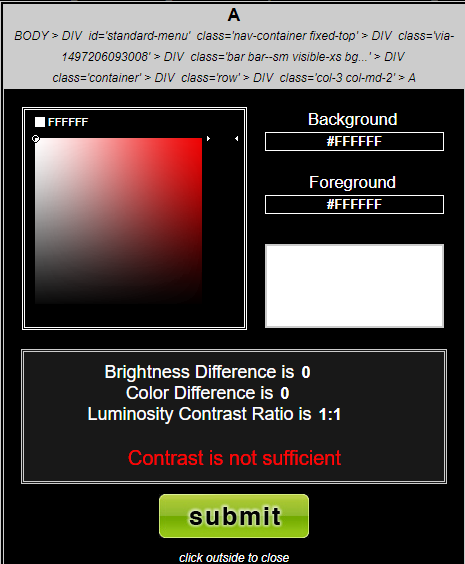 A
BODY > DIV id='standard-menu' class='nav-container fixed-top' > DIV class='via-
1497206093008' > DIV class='bar bar--sm visible-xs bg...' > DIV
class='container' > DIV class='row' > DIV class='col-3 col-md-2' > A
FFFFFF
Background
#FFFFFF
Foreground
#FFFFFF
Brightness Difference is 0
Color Difference is 0
Luminosity Contrast Ratio is 1:1
Contrast is not sufficient
submit
click outside to close